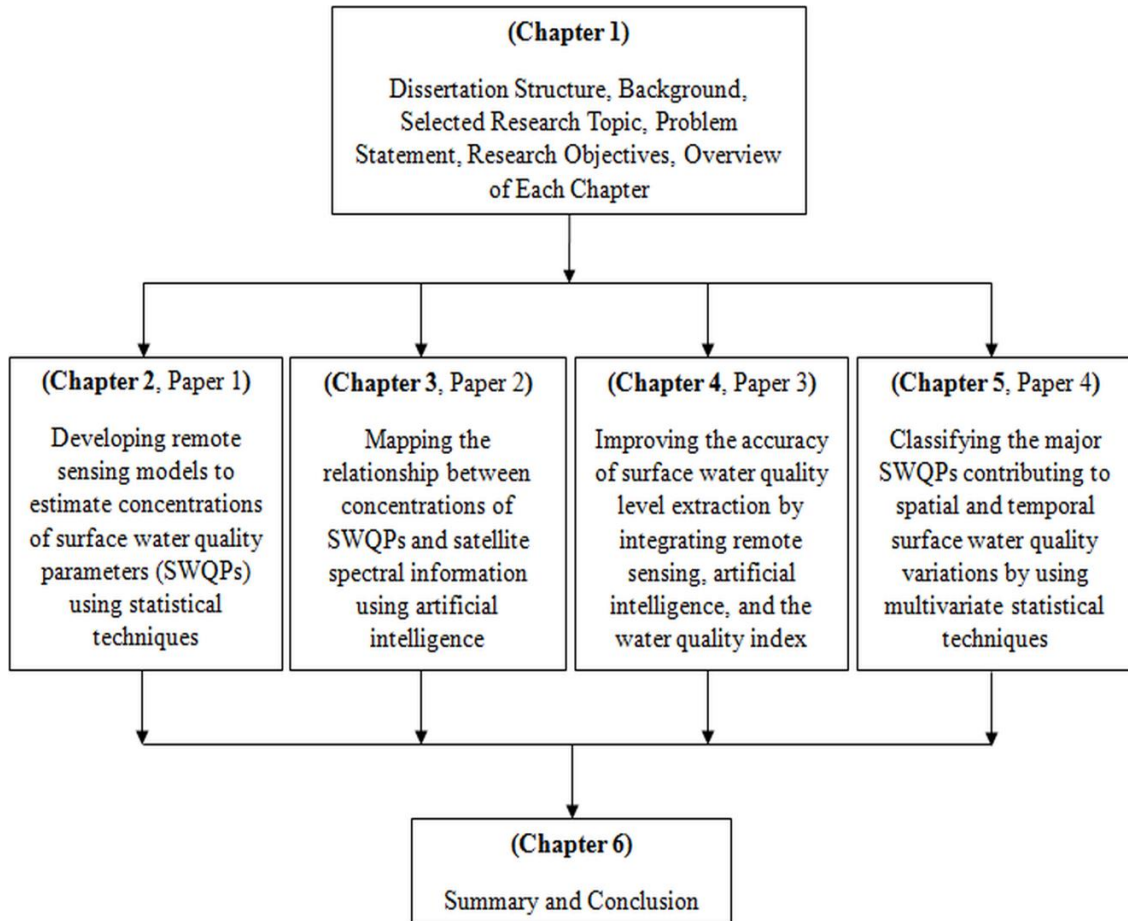 (Chapter 1)
Dissertation Structure, Background,
Selected Research Topic, Problem
Statement, Research Objectives, Overview
of Each Chapter
(Chapter 2, Paper 1)
Developing remote
sensing models to
estimate concentrations
of surface water quality
parameters (SWQPs)
using statistical
techniques
(Chapter 3, Paper 2)
Mapping the
relationship between
concentrations of
SWQPs and satellite
spectral information
using artificial
intelligence
(Chapter 4, Paper 3)
Improving the accuracy
of surface water quality
level extraction by
integrating remote
sensing, artificial
intelligence, and the
water quality index
(Chapter 5, Paper 4)
Classifying the major
SWQPs contributing to
spatial and temporal
surface water quality
variations by using
multivariate statistical
techniques
(Chapter 6)
Summary and Conclusion